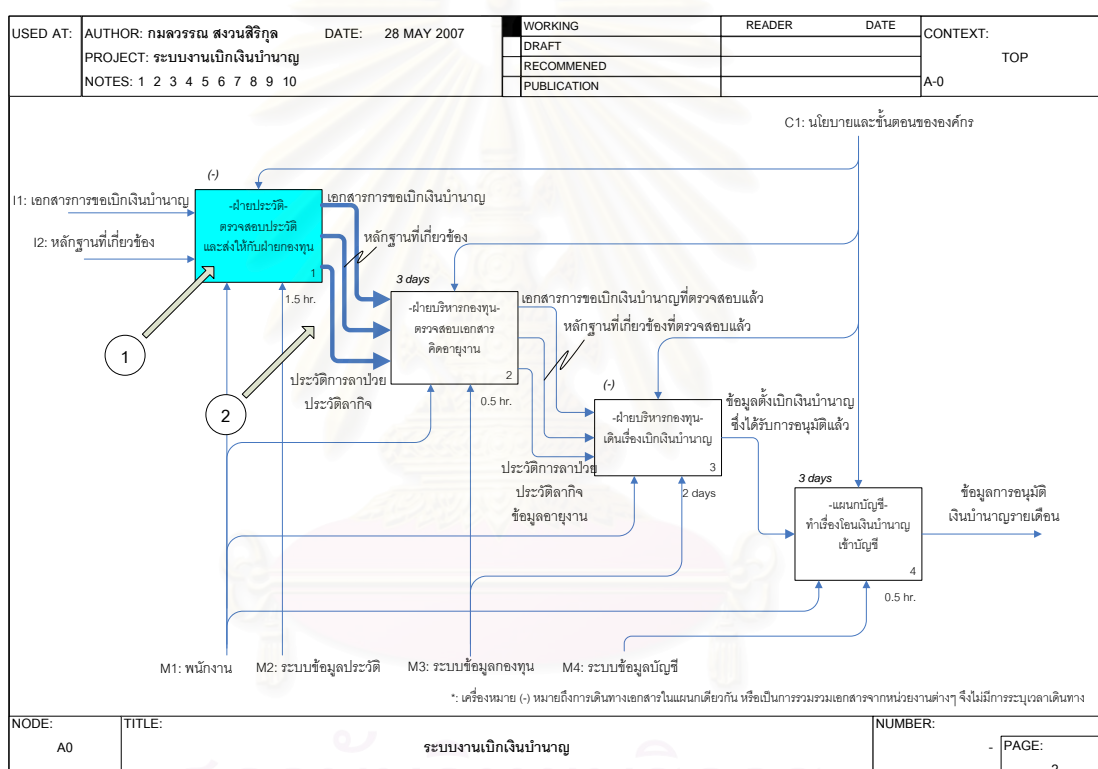 USED AT:
AUTHOR: กมลวรรณ สงวนสิริกุล DATE: 28 MAY 2007
PROJECT: ระบบงานเบิกเงินบำนาญ
NOTES: 1 2 3 4 5 6 7 8 9 10
WORKING
DRAFT
RECOMMENED
PUBLICATION
READER DATE
CONTEXT:
TOP
A-0
C1: นโยบายและขั้นตอนขององค์กร
(-)
I1: เอกสารการขอเบิกเงินบำนาญ
I2: หลักฐานที่เกี่ยวข้อง
-ฝ่ายประวัติ-
ตรวจสอบประวัติ
และส่งให้กับฝ่ายกองทุน
1
1.5 hr.
เอกสารการขอเบิกเงินบำนาญ
หลักฐานที่เกี่ยวข้อง
3 days
-ฝ่ายบริหารกองทุน-
ตรวจสอบเอกสาร
คิดอายุงาน
2
0.5 hr.
1
2
ประวัติการลาป่วย
ประวัติลากิจ
เอกสารการขอเบิกเงินบำนาญที่ตรวจสอบแล้ว
หลักฐานที่เกี่ยวข้องที่ตรวจสอบแล้ว
(-)
-ฝ่ายบริหารกองทุน-
เดินเรื่องเบิกเงินบำนาญ
3
2 days
ประวัติการลาป่วย
ประวัติลากิจ
ข้อมูลอายุงาน
ข้อมูลตั้งเบิกเงินบำนาญ
ซึ่งได้รับการอนุมัติแล้ว
3 days
-แผนกบัญชี-
ทำเรื่องโอนเงินบำนาญ
เข้าบัญชี
4
0.5 hr.
ข้อมูลการอนุมัติ
เงินบำนาญรายเดือน
M1: พนักงาน
M2: ระบบข้อมูลประวัติ
M3: ระบบข้อมูลกองทุน
M4: ระบบข้อมูลบัญชี
*: เครื่องหมาย (-) หมายถึงการเดินทางเอกสารในแผนกเดียวกัน หรือเป็นการรวมรวมเอกสารจากหน่วยงานต่างๆ จึงไม่มีการระบุเวลาเดินทาง
NODE:
A0
TITLE:
ระบบงานเบิกเงินบำนาญ
NUMBER:
-
PAGE: